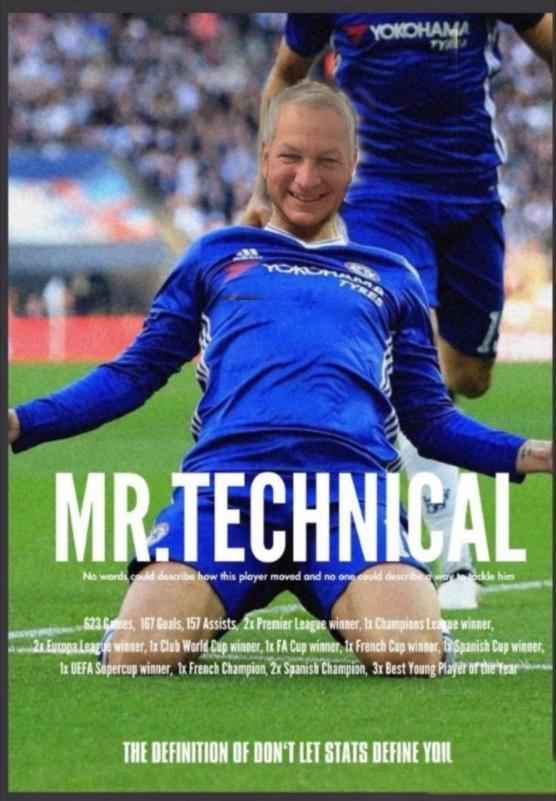 YOKOHAMA
TYRES
YOKOHAMA
TYRES
MR.TECHNICAL
No words could describe how this player moved and no one could describe a way to tackle him
623 Games, 167 Goals, 157 Assists, 2x Premier League winner, 1x Champions League winner,
2x Europa League winner, 1x Club World Cup winner, 1x FA Cup winner, 1x French Cup winner, 1x Spanish Cup winner,
1x UEFA Supercup winner, 1x French Champion, 2x Spanish Champion, 3x Best Young Player of the Year
THE DEFINITION OF DON'T LET STATS DEFINE YOU